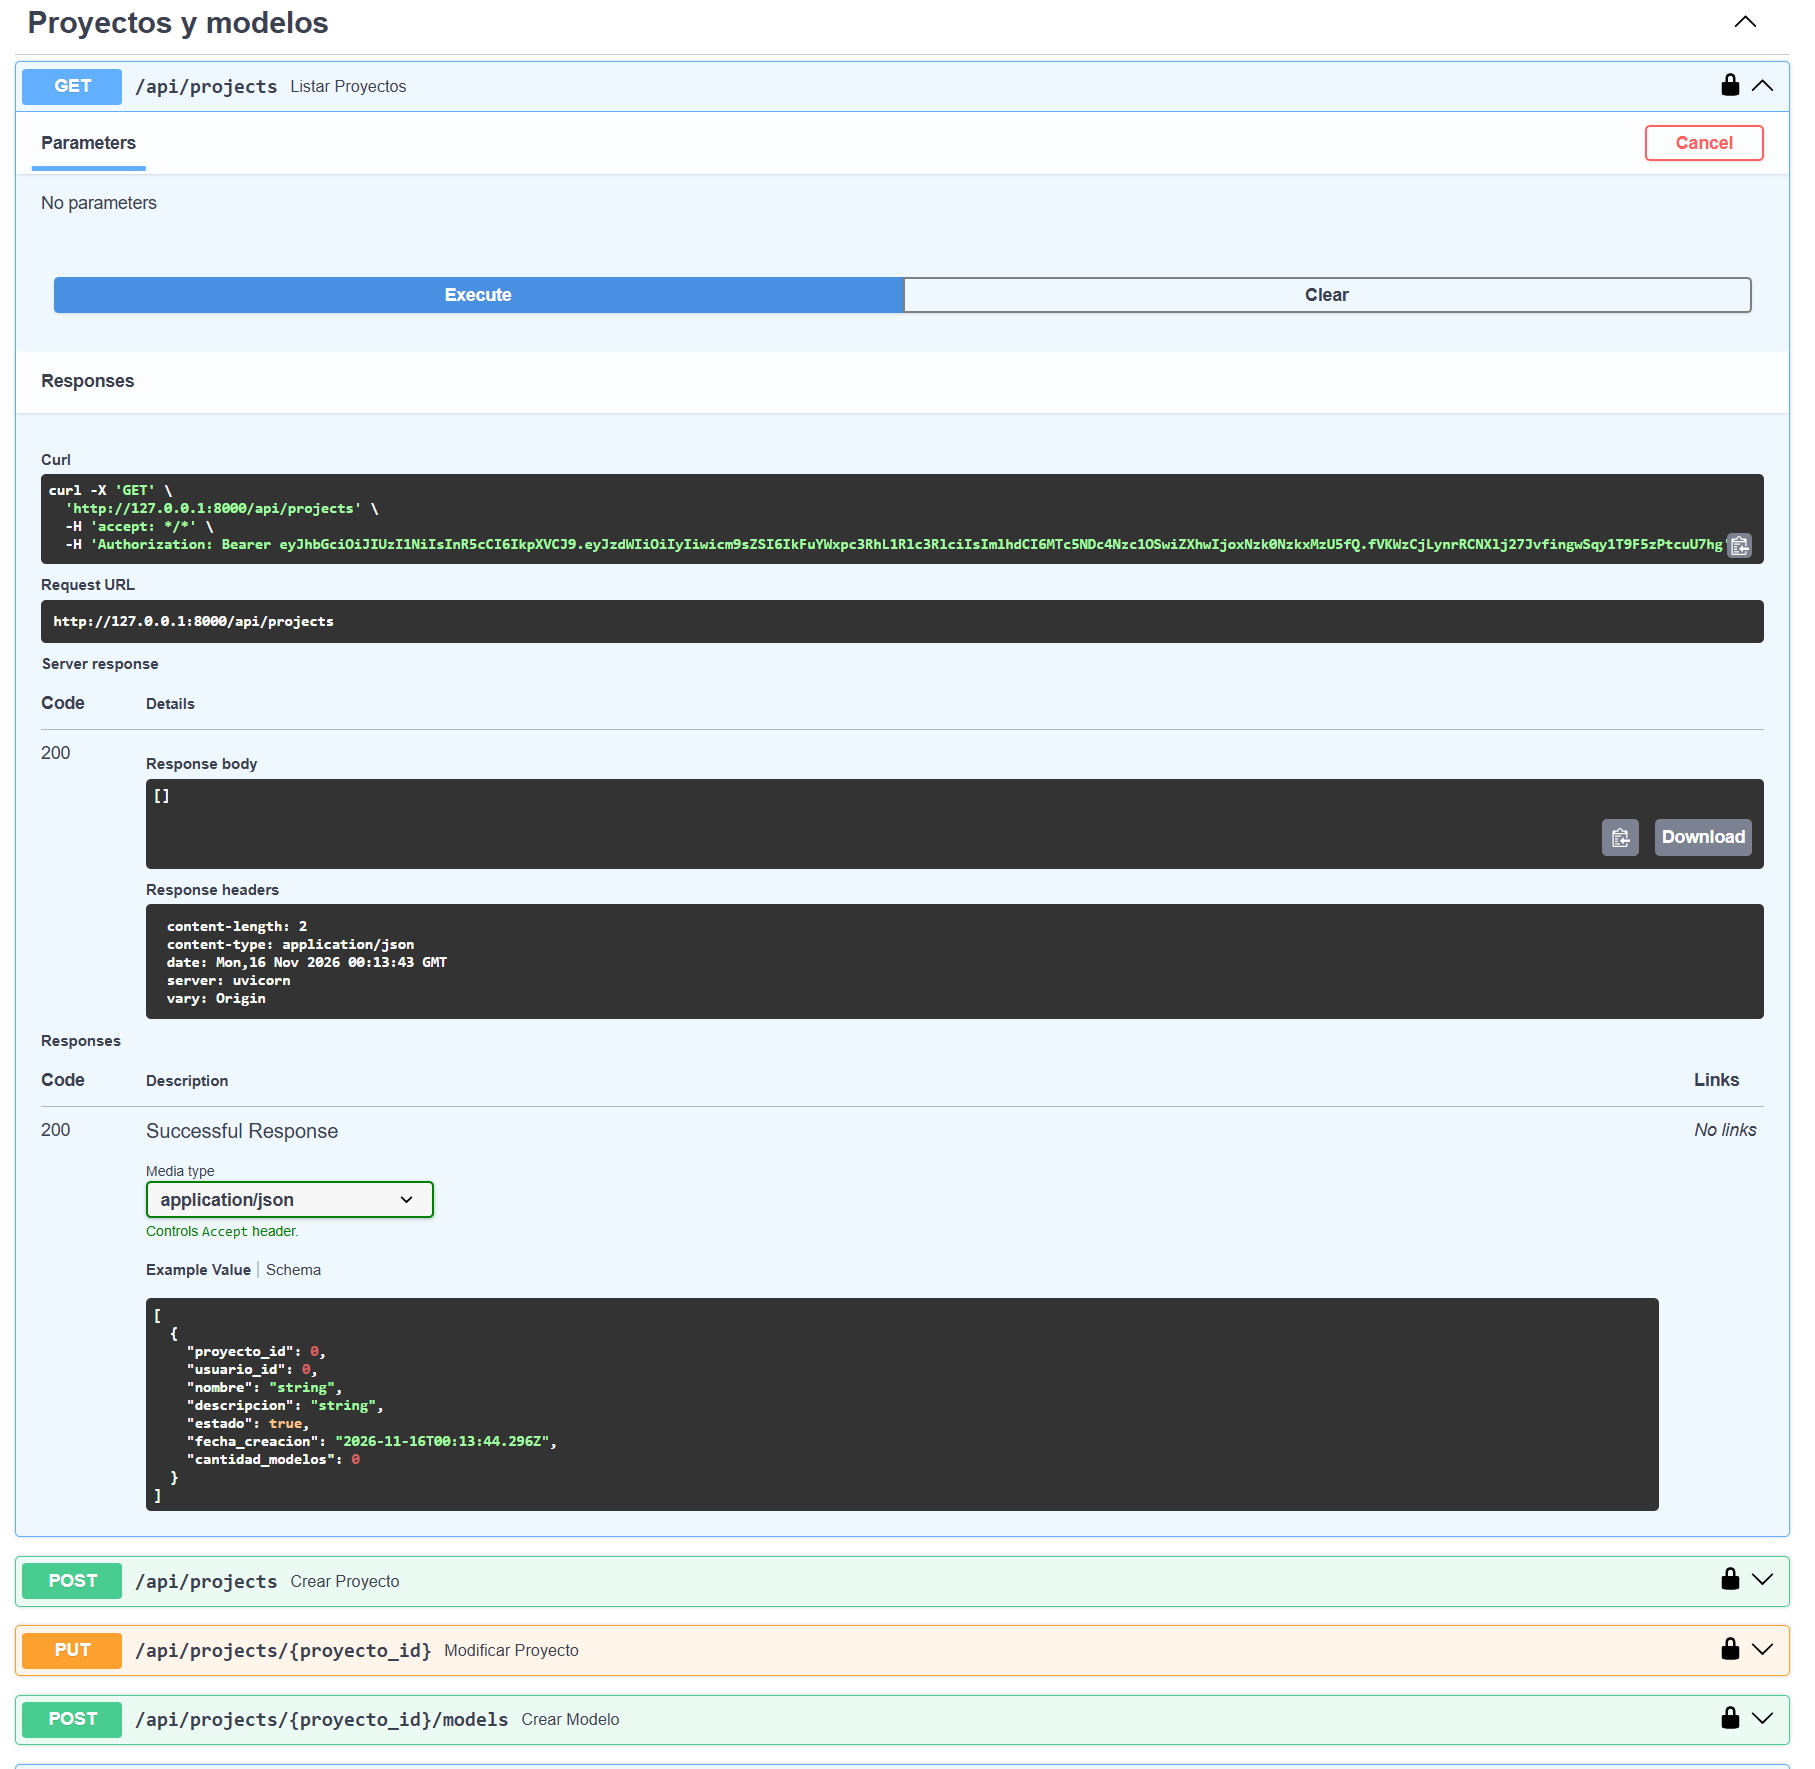 Proyectos y modelos
GET /api/projects Listar Proyectos
Parameters
Cancel
No parameters
Execute
Clear
Responses
Curl
curl -X 'GET' \
'http://127.0.0.1:8000/api/projects' \
-H 'accept: */*' \
-H 'Authorization: Bearer eyJhbGciOiJIUzI1NiIsInR5cCI6IkpXVCJ9.eyJzdWIiOiIyIiwicm9sZSI6IkFuYWxpc3RhL1Rlc3RlciIsImlhdCI6MTc5NDc4Nzc1OSwiZXhwIjoxNzk0NzkxMzU5fQ.fVKWzCjLynrRCNXlj27JvfingwSqy1T9F5zPtcuU7hg'
Request URL
http://127.0.0.1:8000/api/projects
Server response
Code Details
200
Response body
[]
Download
Response headers
content-length: 2
content-type: application/json
date: Mon,16 Nov 2026 00:13:43 GMT
server: uvicorn
vary: Origin
Responses
Code Description Links
200 Successful Response No links
Media type
application/json
Controls Accept header.
Example Value Schema
[
{
"proyecto_id": 0,
"usuario_id": 0,
"nombre": "string",
"descripcion": "string",
"estado": true,
"fecha_creacion": "2026-11-16T00:13:44.296Z",
"cantidad_modelos": 0
}
]
POST /api/projects Crear Proyecto
PUT /api/projects/{proyecto_id} Modificar Proyecto
POST /api/projects/{proyecto_id}/models Crear Modelo